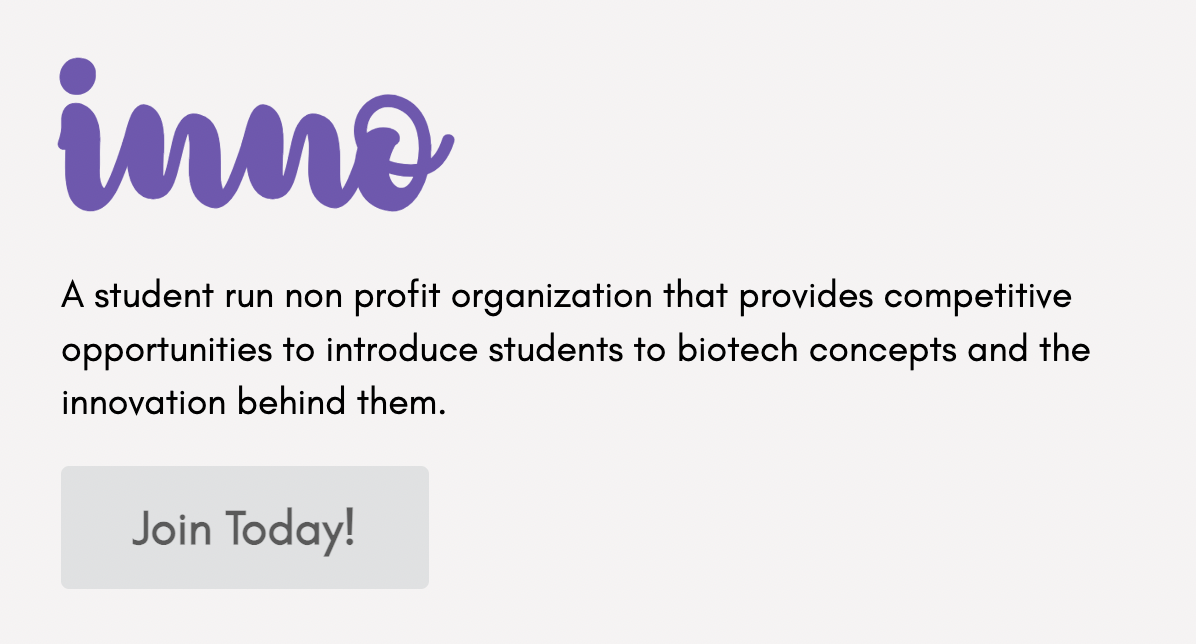 inno
A student run non profit organization that provides competitive
opportunities to introduce students to biotech concepts and the
innovation behind them.
Join Today!